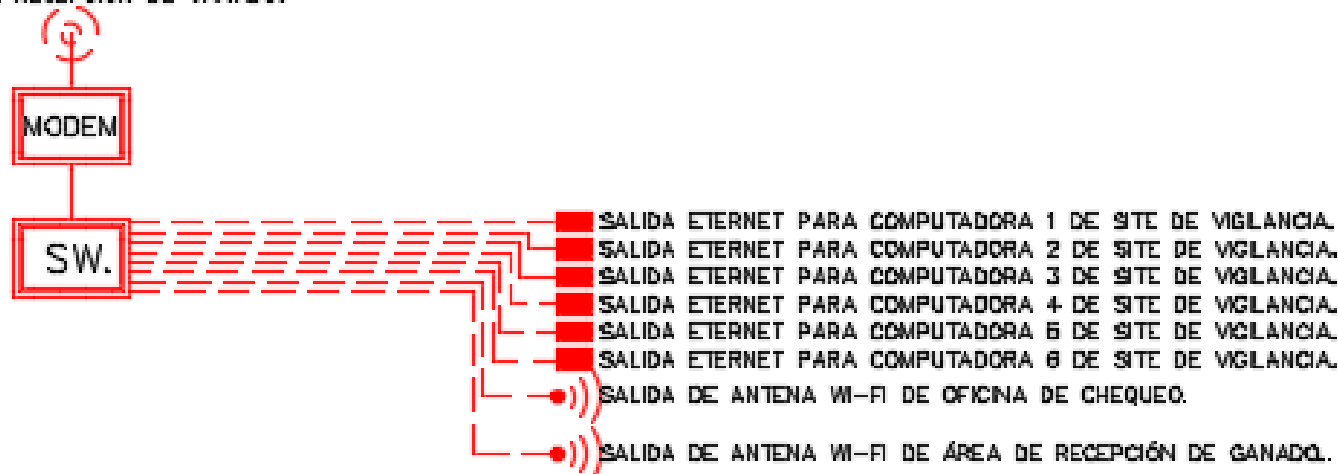 MODEM
SW.
SALIDA ETERNET PARA COMPUTADORA 1 DE SITE DE VIGILANCIA.
SALIDA ETERNET PARA COMPUTADORA 2 DE SITE DE VIGILANCIA.
SALIDA ETERNET PARA COMPUTADORA 3 DE SITE DE VIGILANCIA.
SALIDA ETERNET PARA COMPUTADORA 4 DE SITE DE VIGILANCIA.
SALIDA ETERNET PARA COMPUTADORA 5 DE SITE DE VIGILANCIA.
SALIDA ETERNET PARA COMPUTADORA 6 DE SITE DE VIGILANCIA.
SALIDA DE ANTENA WI-FI DE OFICINA DE CHEQUEO.
SALIDA DE ANTENA WI-FI DE ÁREA DE RECEPCIÓN DE GANADO.